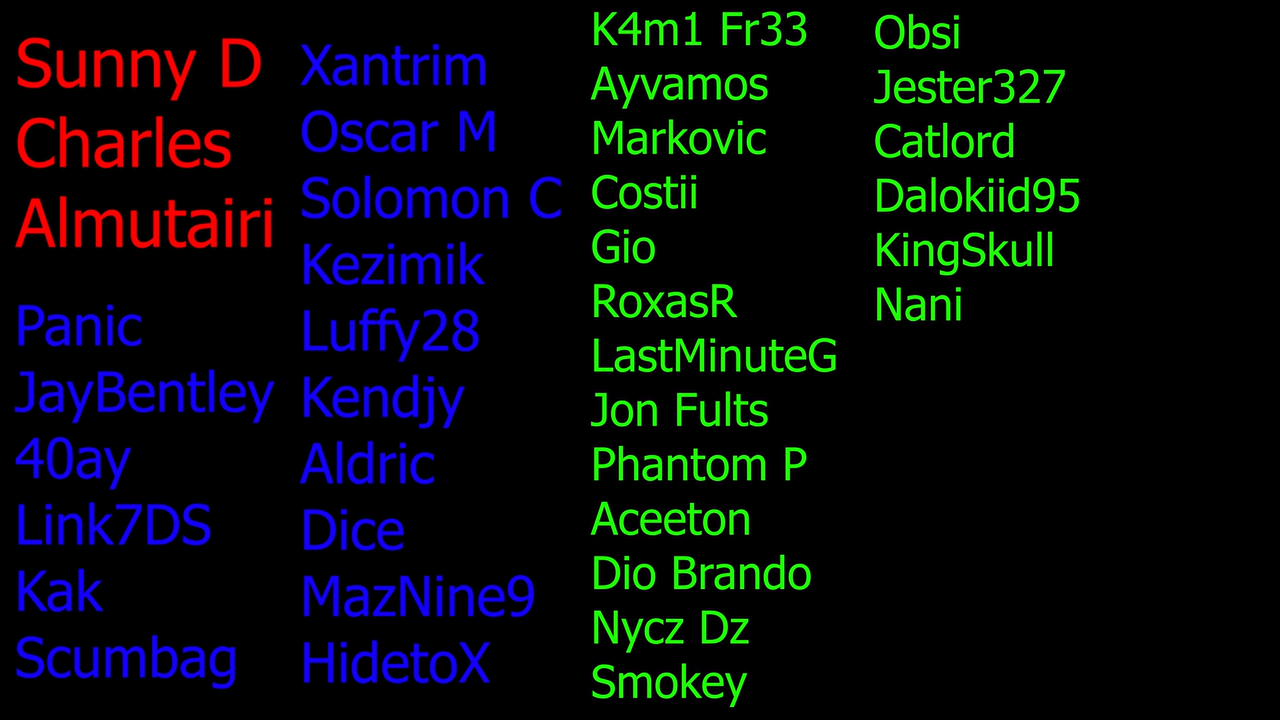 Sunny D
Charles
Almutairi
Panic
JayBentley
40ay
Link7DS
Kak
Scumbag
Xantrim
Oscar M
Solomon C
Kezimik
Luffy28
Kendjy
Aldric
Dice
MazNine9
HidetoX
K4m1 Fr33
Ayvamos
Markovic
Costii
Gio
RoxasR
LastMinuteG
Jon Fults
Phantom P
Aceeton
Dio Brando
Nycz Dz
Smokey
Obsi
Jester327
Catlord
Dalokiid95
KingSkull
Nani